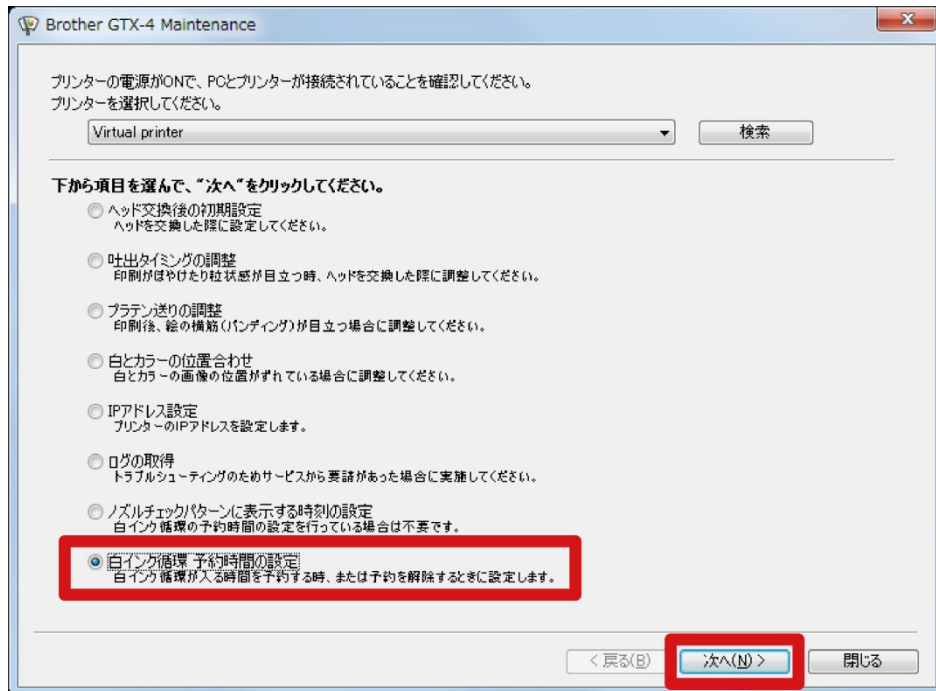 Brother GTX-4 Maintenance
プリンターの電源がONで、PCとプリンターが接続されていることを確認してください。
プリンターを選択してください。
Virtual printer
検索
下から項目を選んで、"次へ"をクリックしてください。
ヘッド交換後の初期設定
ヘッドを交換した際に設定してください。
吐出タイミングの調整
印刷がぼやけたり粒状感が目立つ時、ヘッドを交換した際に調整してください。
プラテン送りの調整
印刷後、絵の横筋(バンディング)が目立つ場合に調整してください。
白とカラーの位置合わせ
白とカラーの画像の位置がずれている場合に調整してください。
IPアドレス設定
プリンターのIPアドレスを設定します。
ログの取得
トラブルシューティングのためサービスから要請があった場合に実施してください。
ノズルチェックパターンに表示する時刻の設定
白インク循環の予約時間の設定を行っている場合は不要です。
白インク循環 予約時間の設定
白インク循環が入る時間を予約する時、または予約を解除するときに設定します。
< 戻る(B)
次へ(N) >
閉じる